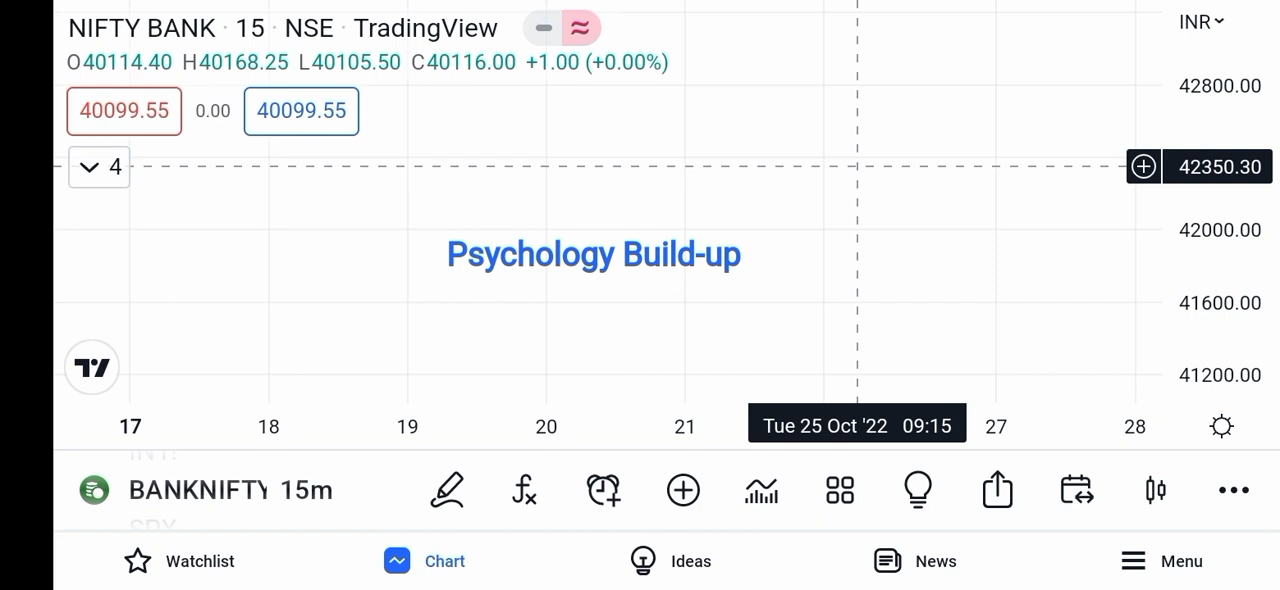 NIFTY BANK · 15 · NSE · TradingView
INR
O40114.40 H40168.25 L40105.50 C40116.00 +1.00 (+0.00%)
42800.00
40099.55 0.00 40099.55
4
42350.30
42000.00
Psychology Build-up
41600.00
41200.00
17 18 19 20 21 Tue 25 Oct '22 09:15 27 28
BANKNIFTY 15m
Watchlist Chart Ideas News Menu